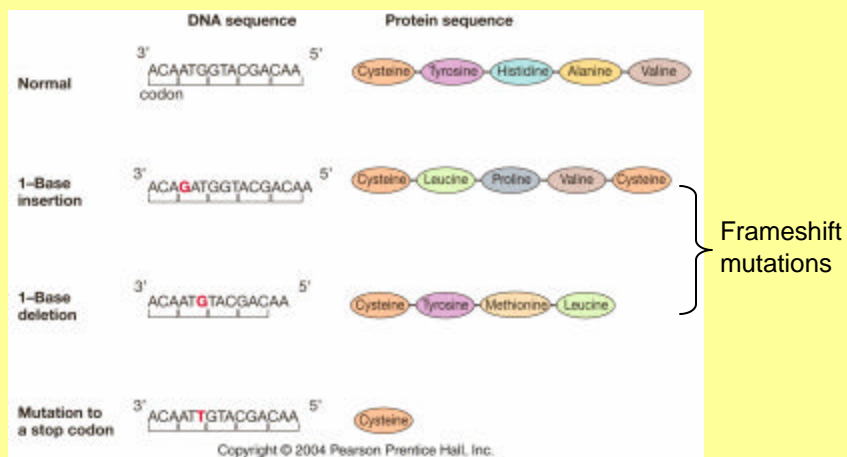 DNA sequence Protein sequence
3' 5'
Normal ACAATGGTACGACAA Cysteine Tyrosine Histidine Alanine Valine
codon
3' 5'
1–Base
insertion ACAGATGGTACGACAA Cysteine Leucine Proline Valine Cysteine
Frameshift
mutations
3' 5'
1–Base
deletion ACAATGTACGACAA Cysteine Tyrosine Methionine Leucine
3' 5'
Mutation to
a stop codon ACAATTGTACGACAA Cysteine
Copyright © 2004 Pearson Prentice Hall, Inc.